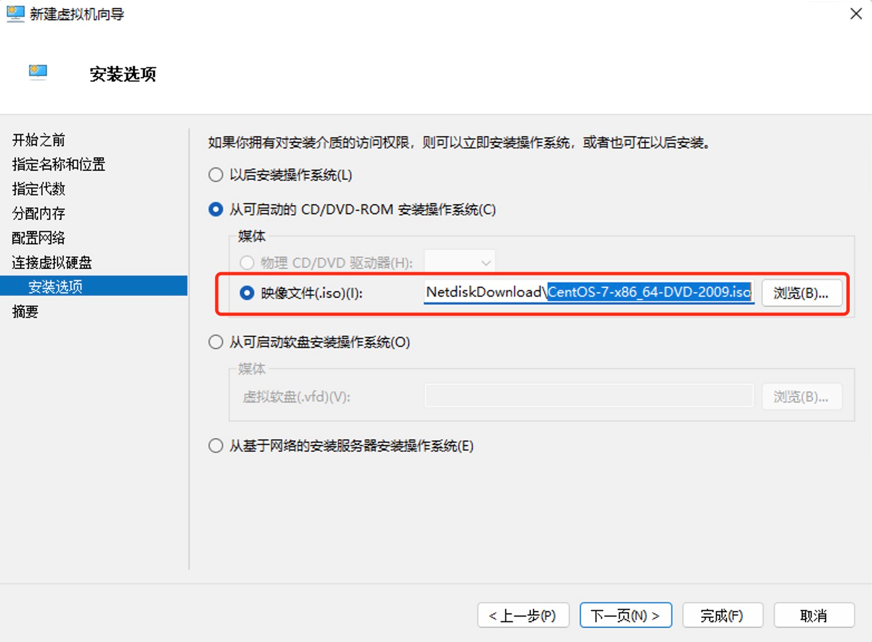 新建虚拟机向导
安装选项
开始之前
指定名称和位置
指定代数
分配内存
配置网络
连接虚拟硬盘
安装选项
摘要
如果你拥有对安装介质的访问权限，则可以立即安装操作系统，或者也可在以后安装。
以后安装操作系统(L)
从可启动的 CD/DVD-ROM 安装操作系统(C)
媒体
物理 CD/DVD 驱动器(H):
映像文件(.iso)(I): NetdiskDownload\CentOS-7-x86_64-DVD-2009.iso 浏览(B)...
从可启动软盘安装操作系统(O)
媒体
虚拟软盘(.vfd)(V): 浏览(B)...
从基于网络的安装服务器安装操作系统(E)
< 上一步(P) 下一页(N) > 完成(F) 取消